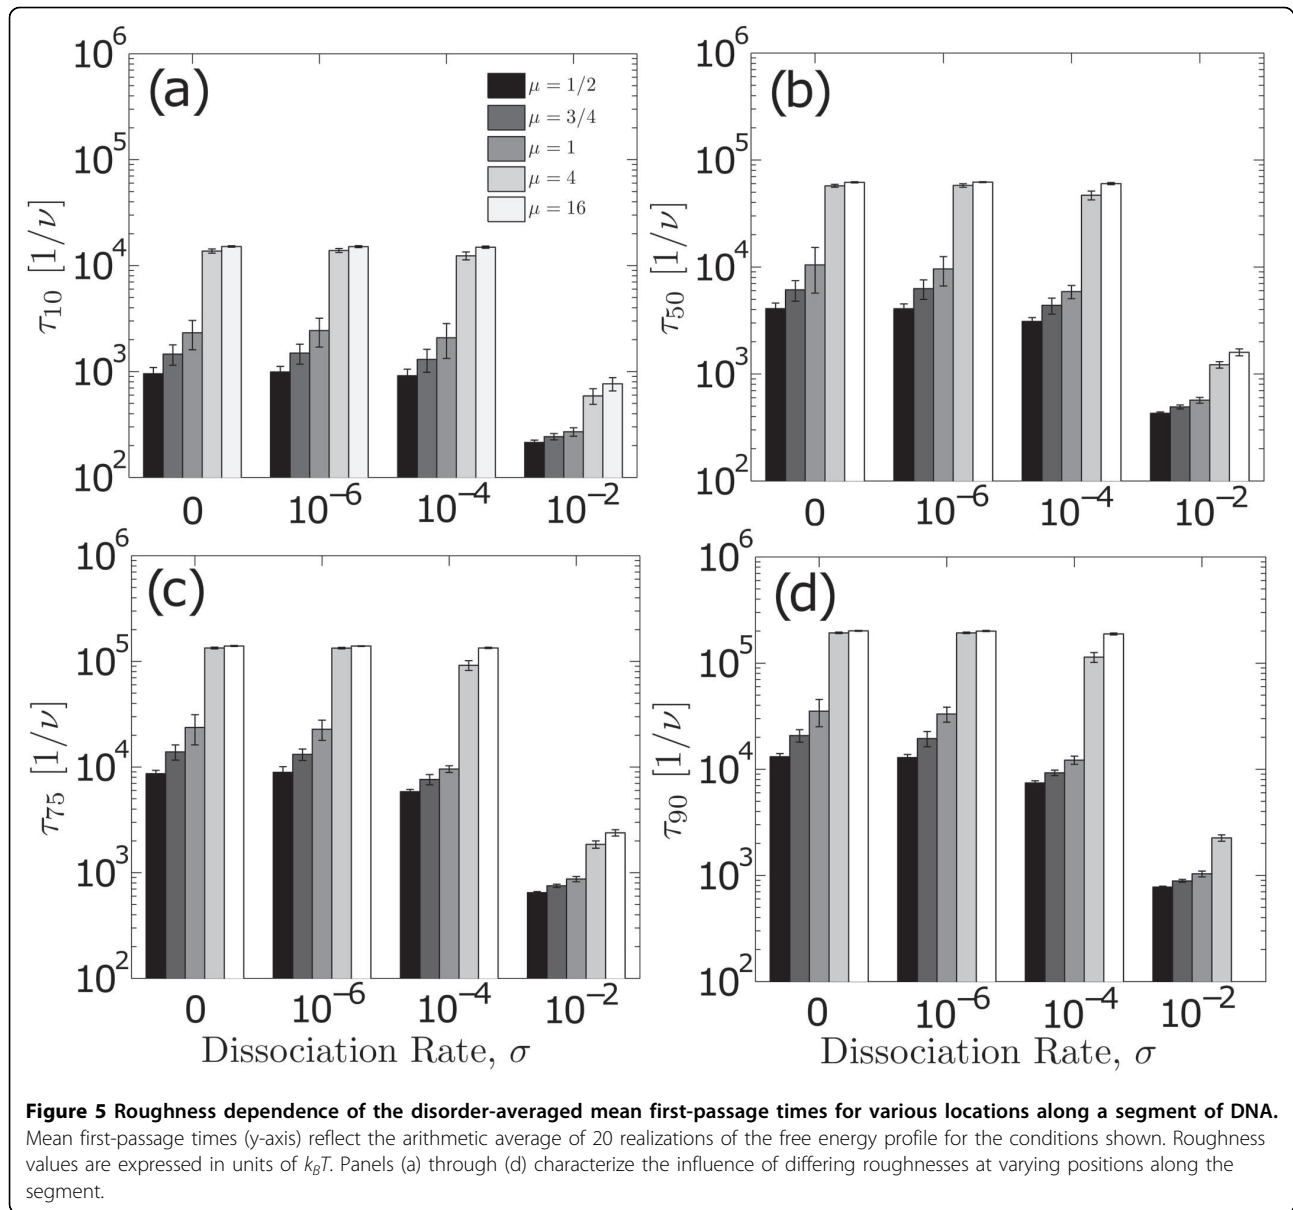 10^6
10^5
10^4
10^3
10^2
τ_10 [1/ν]
(a)
μ = 1/2
μ = 3/4
μ = 1
μ = 4
μ = 16
0
10^−6
10^−4
10^−2
10^6
10^5
10^4
10^3
10^2
τ_50 [1/ν]
(b)
0
10^−6
10^−4
10^−2
10^6
10^5
10^4
10^3
10^2
τ_75 [1/ν]
(c)
0
10^−6
10^−4
10^−2
Dissociation Rate, σ
10^6
10^5
10^4
10^3
10^2
τ_90 [1/ν]
(d)
0
10^−6
10^−4
10^−2
Dissociation Rate, σ
Figure 5 Roughness dependence of the disorder-averaged mean first-passage times for various locations along a segment of DNA.
Mean first-passage times (y-axis) reflect the arithmetic average of 20 realizations of the free energy profile for the conditions shown. Roughness
values are expressed in units of k_BT. Panels (a) through (d) characterize the influence of differing roughnesses at varying positions along the
segment.